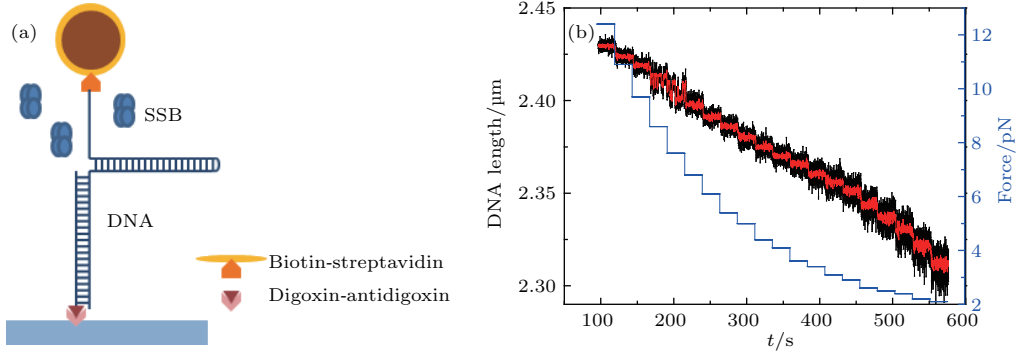 (a)
SSB
DNA
Biotin-streptavidin
Digoxin-antidigoxin
(b)
2.45
2.40
2.35
2.30
DNA length/μm
100 200 300 400 500 600
t/s
12
10
8
6
4
2
Force/pN